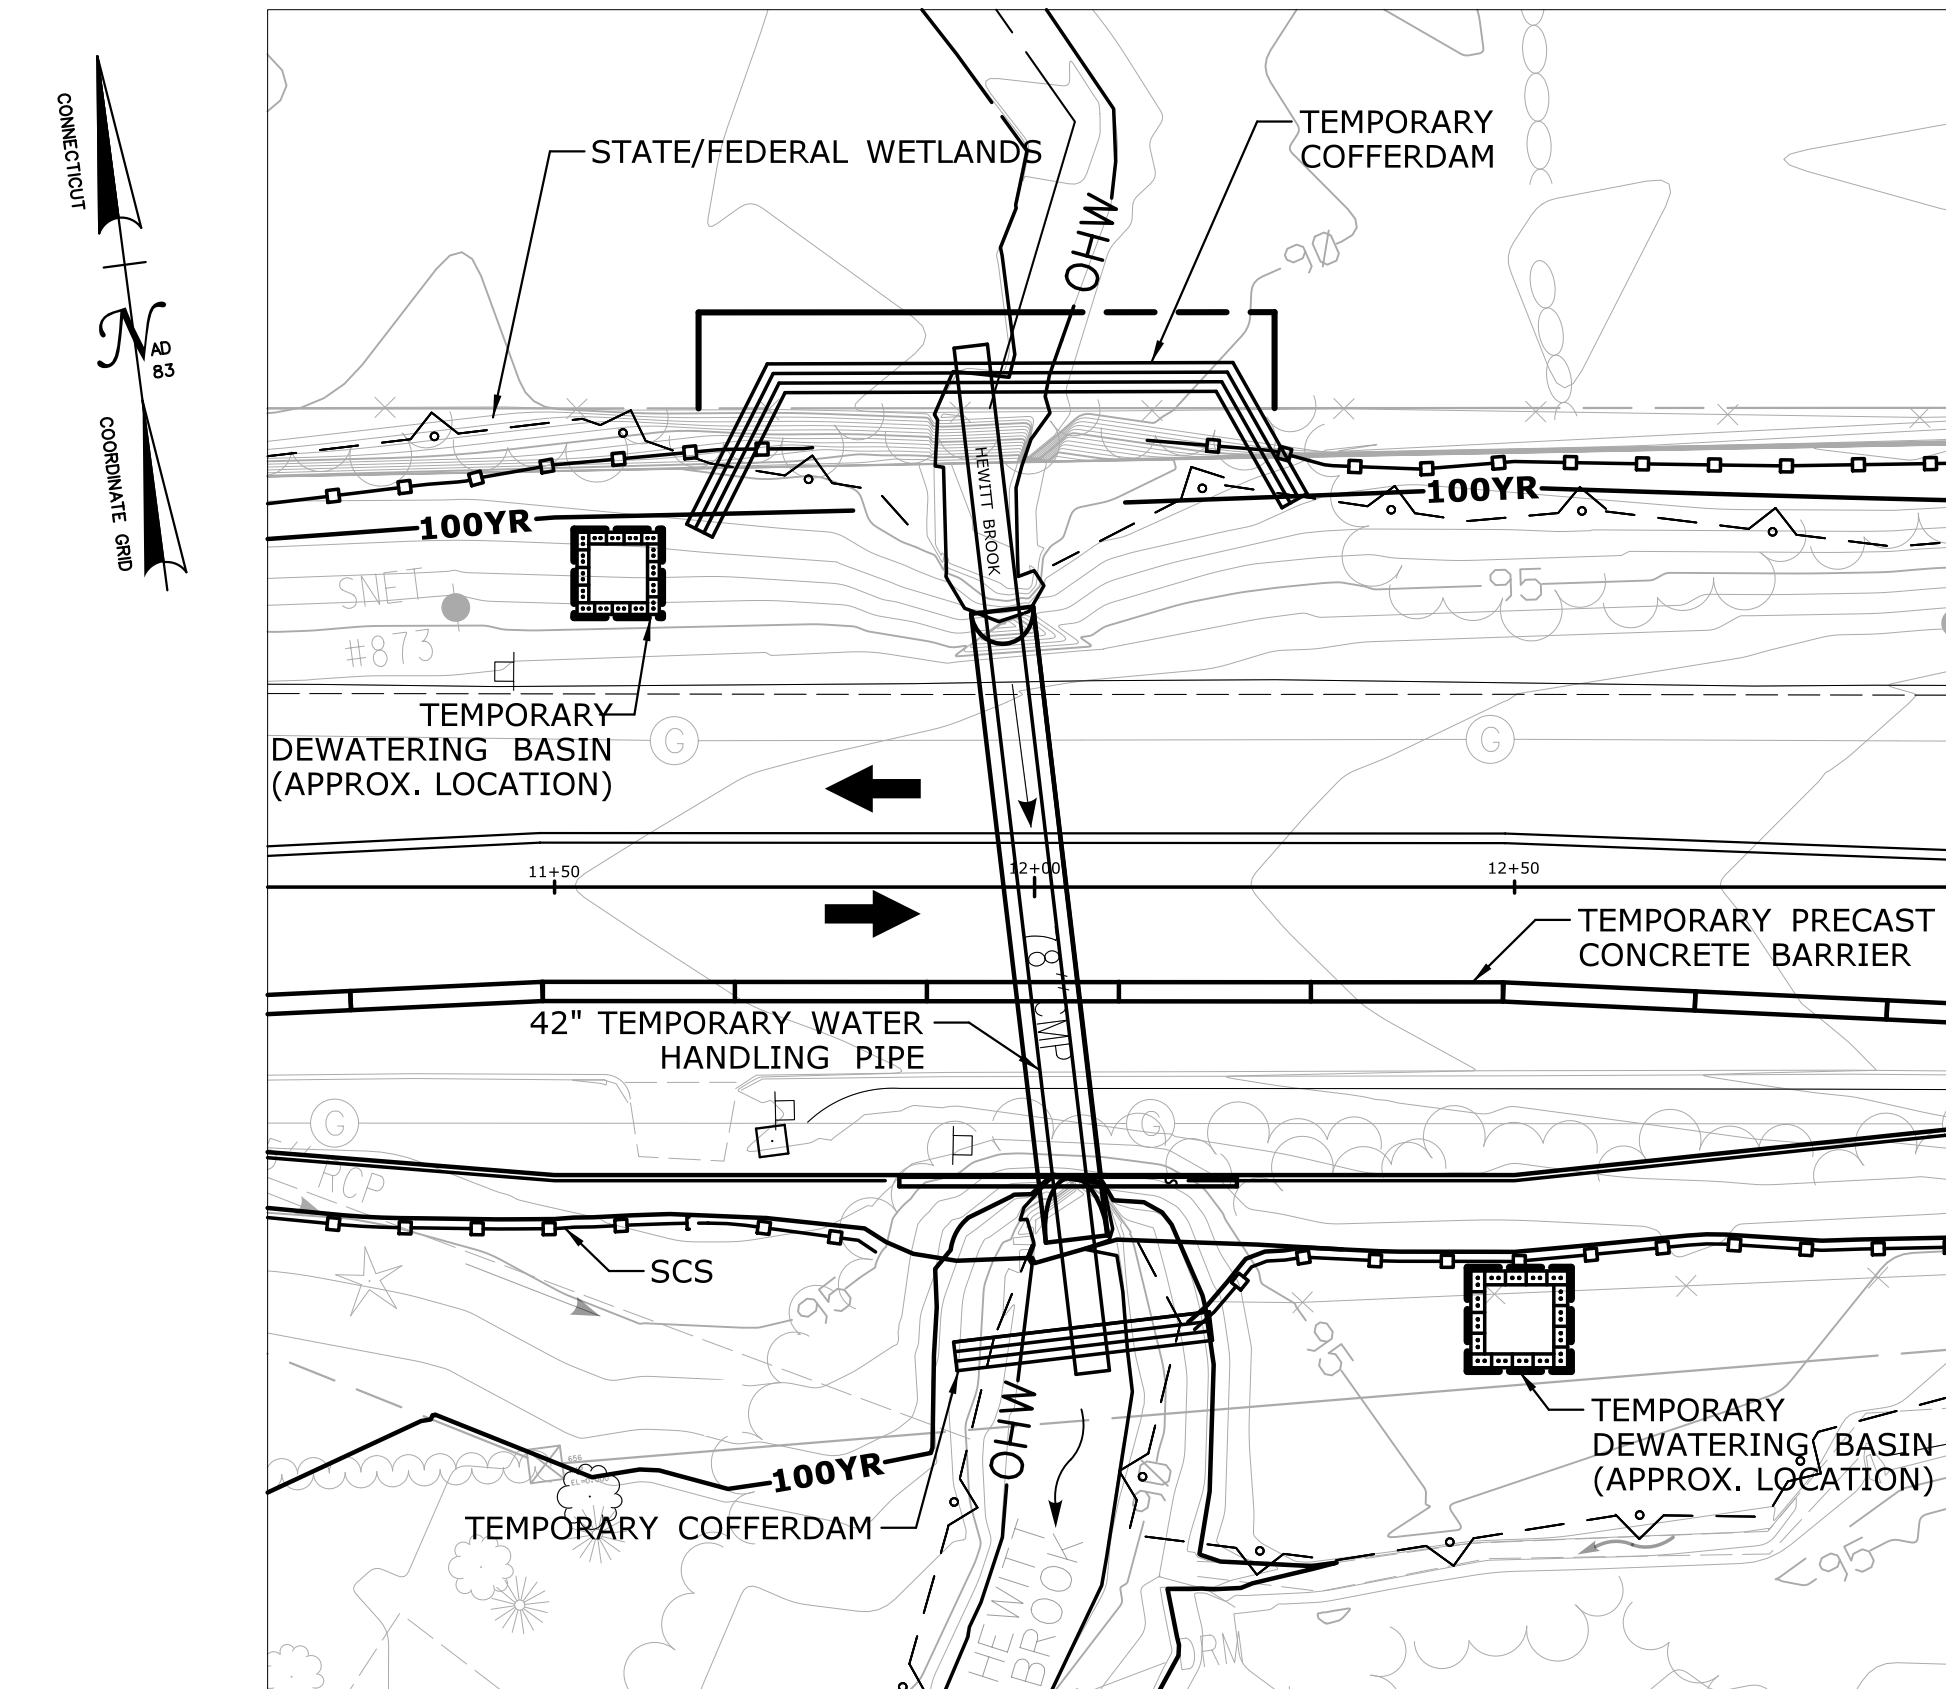 CONNECTICUT
N
AD
83
COORDINATE GRID
STATE/FEDERAL WETLANDS
TEMPORARY
COFFERDAM
OHW
90
HEWITT BROOK
100YR
100YR
SNET
#873
95
TEMPORARY
DEWATERING BASIN
(APPROX. LOCATION)
G
G
11+50
12+00
12+50
TEMPORARY PRECAST
CONCRETE BARRIER
42" TEMPORARY WATER
HANDLING PIPE
CMP
G
G
RCP
S
SCS
95
95
OHW
TEMPORARY
DEWATERING BASIN
(APPROX. LOCATION)
656
100YR
90
TEMPORARY COFFERDAM
95
HEWITT
BROOK
DRM